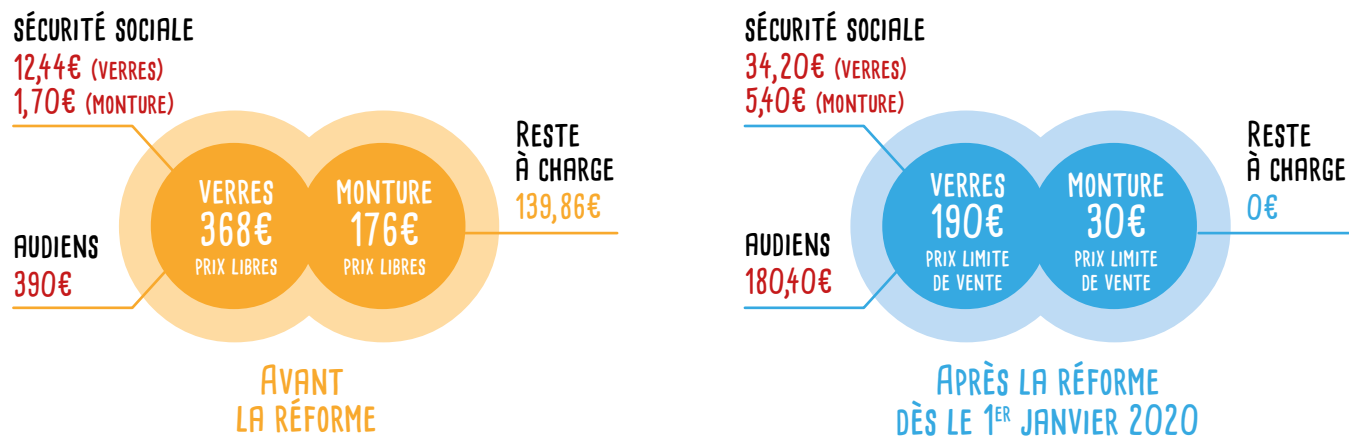 SÉCURITÉ SOCIALE
12,44€ (VERRES)
1,70€ (MONTURE)
AUDIENS
390€
VERRES
368€
PRIX LIBRES
MONTURE
176€
PRIX LIBRES
RESTE
À CHARGE
139,86€
AVANT
LA RÉFORME
SÉCURITÉ SOCIALE
34,20€ (VERRES)
5,40€ (MONTURE)
AUDIENS
180,40€
VERRES
190€
PRIX LIMITE
DE VENTE
MONTURE
30€
PRIX LIMITE
DE VENTE
RESTE
À CHARGE
0€
APRÈS LA RÉFORME
DÈS LE 1ER JANVIER 2020